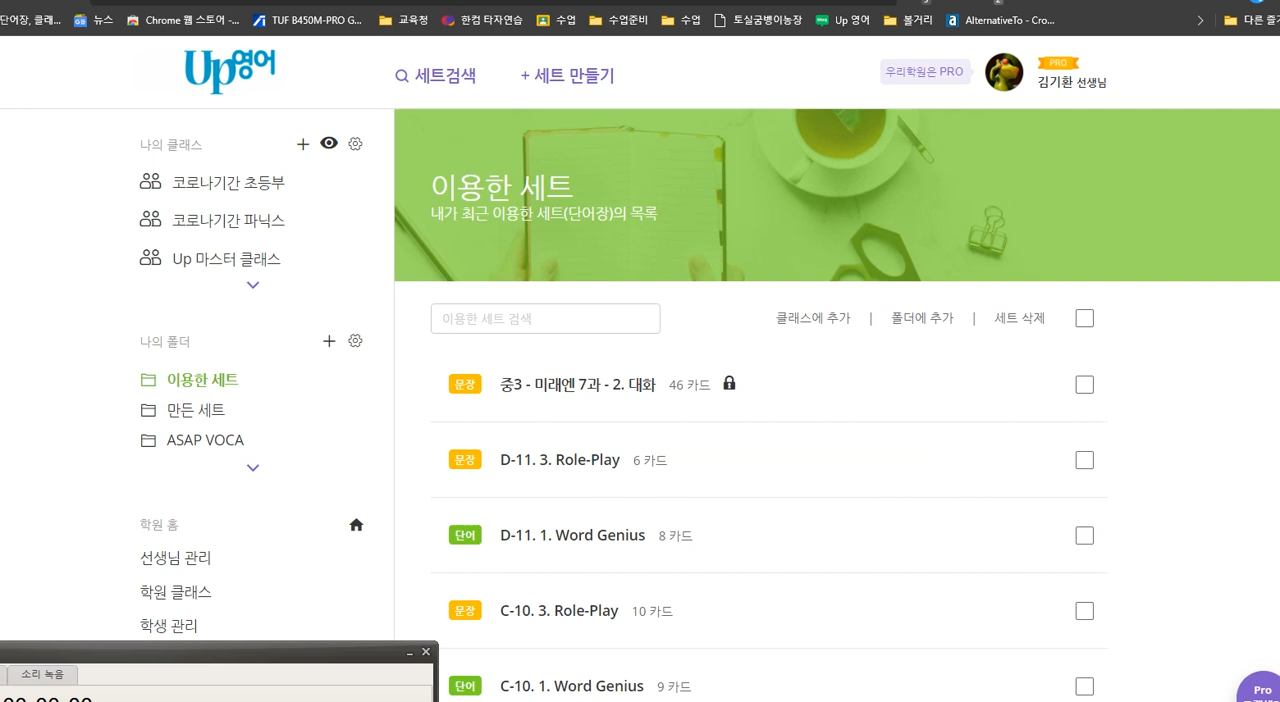 단어장, 클래... 뉴스 Chrome 웹 스토어 -... TUF B450M-PRO G... 교육청 한컴 타자연습 수업 수업준비 수업 토실궁뱅이농장 Up 영어 볼거리 AlternativeTo - Cro...
Up영어
세트검색 + 세트 만들기
우리학원은 PRO
PRO
김기환 선생님
나의 클래스
코로나기간 초등부
코로나기간 파닉스
Up 마스터 클래스
나의 폴더
이용한 세트
만든 세트
ASAP VOCA
학원 홈
선생님 관리
학원 클래스
학생 관리
소리 녹음
이용한 세트
내가 최근 이용한 세트(단어장)의 목록
이용한 세트 검색
클래스에 추가 | 폴더에 추가 | 세트 삭제
문장 중3 - 미래엔 7과 - 2. 대화 46 카드
문장 D-11. 3. Role-Play 6 카드
단어 D-11. 1. Word Genius 8 카드
문장 C-10. 3. Role-Play 10 카드
단어 C-10. 1. Word Genius 9 카드
Pro